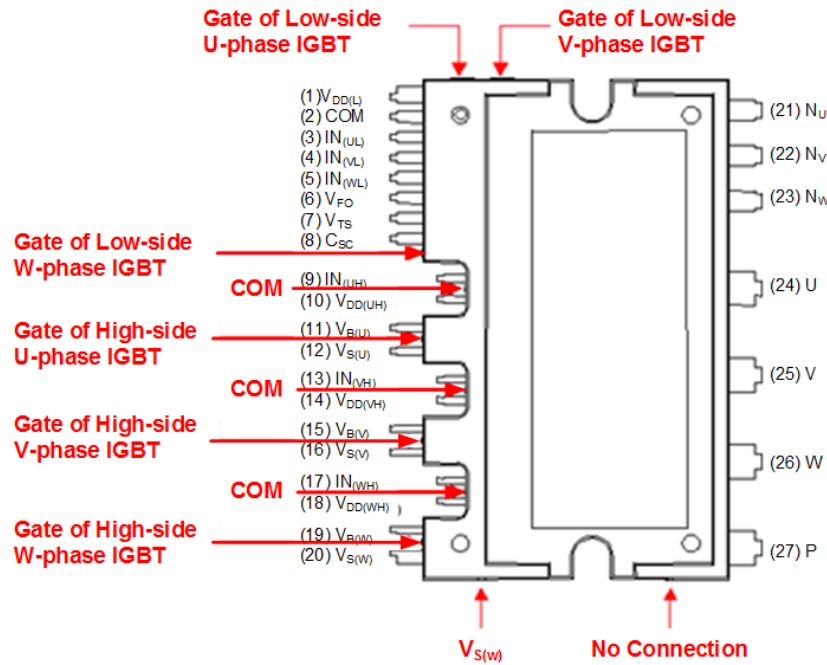 Gate of Low-side
U-phase IGBT
Gate of Low-side
V-phase IGBT
(1)VDD(L)
(2) COM
(3) IN(UL)
(4) IN(VL)
(5) IN(WL)
(6) VFO
(7) VTS
(8) CSC
Gate of Low-side
W-phase IGBT
COM
(9) IN(UH)
(10) VDD(UH)
Gate of High-side
U-phase IGBT
(11) VB(U)
(12) VS(U)
COM
(13) IN(VH)
(14) VDD(VH)
Gate of High-side
V-phase IGBT
(15) VB(V)
(16) VS(V)
COM
(17) IN(WH)
(18) VDD(WH)
Gate of High-side
W-phase IGBT
(19) VB(W)
(20) VS(W)
(21) NU
(22) NV
(23) NW
(24) U
(25) V
(26) W
(27) P
VS(w)
No Connection